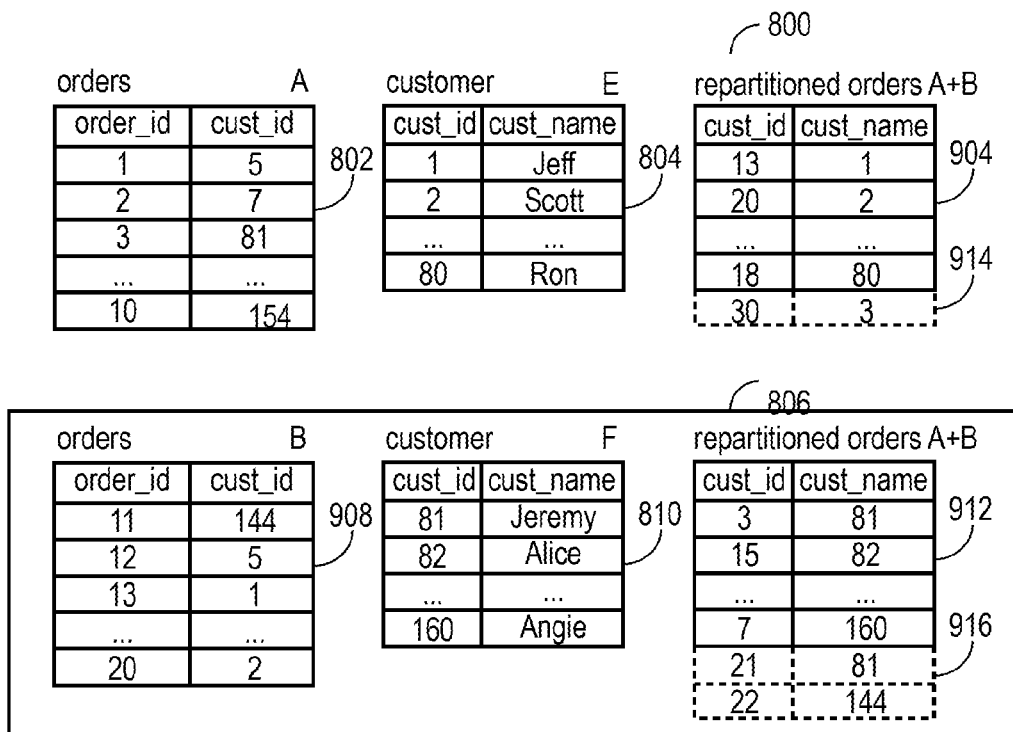 800
orders A customer E repartitioned orders A+B
order_id cust_id cust_id cust_name cust_id cust_name
1 5 802 1 Jeff 804 13 1 904
2 7 2 Scott 20 2
3 81 ... ... ... ...
... ... 80 Ron 18 80 914
10 154 30 3
806
orders B customer F repartitioned orders A+B
order_id cust_id cust_id cust_name cust_id cust_name
11 144 908 81 Jeremy 810 3 81 912
12 5 82 Alice 15 82
13 1 ... ... ... ...
... ... 160 Angie 7 160 916
20 2 21 81
22 144